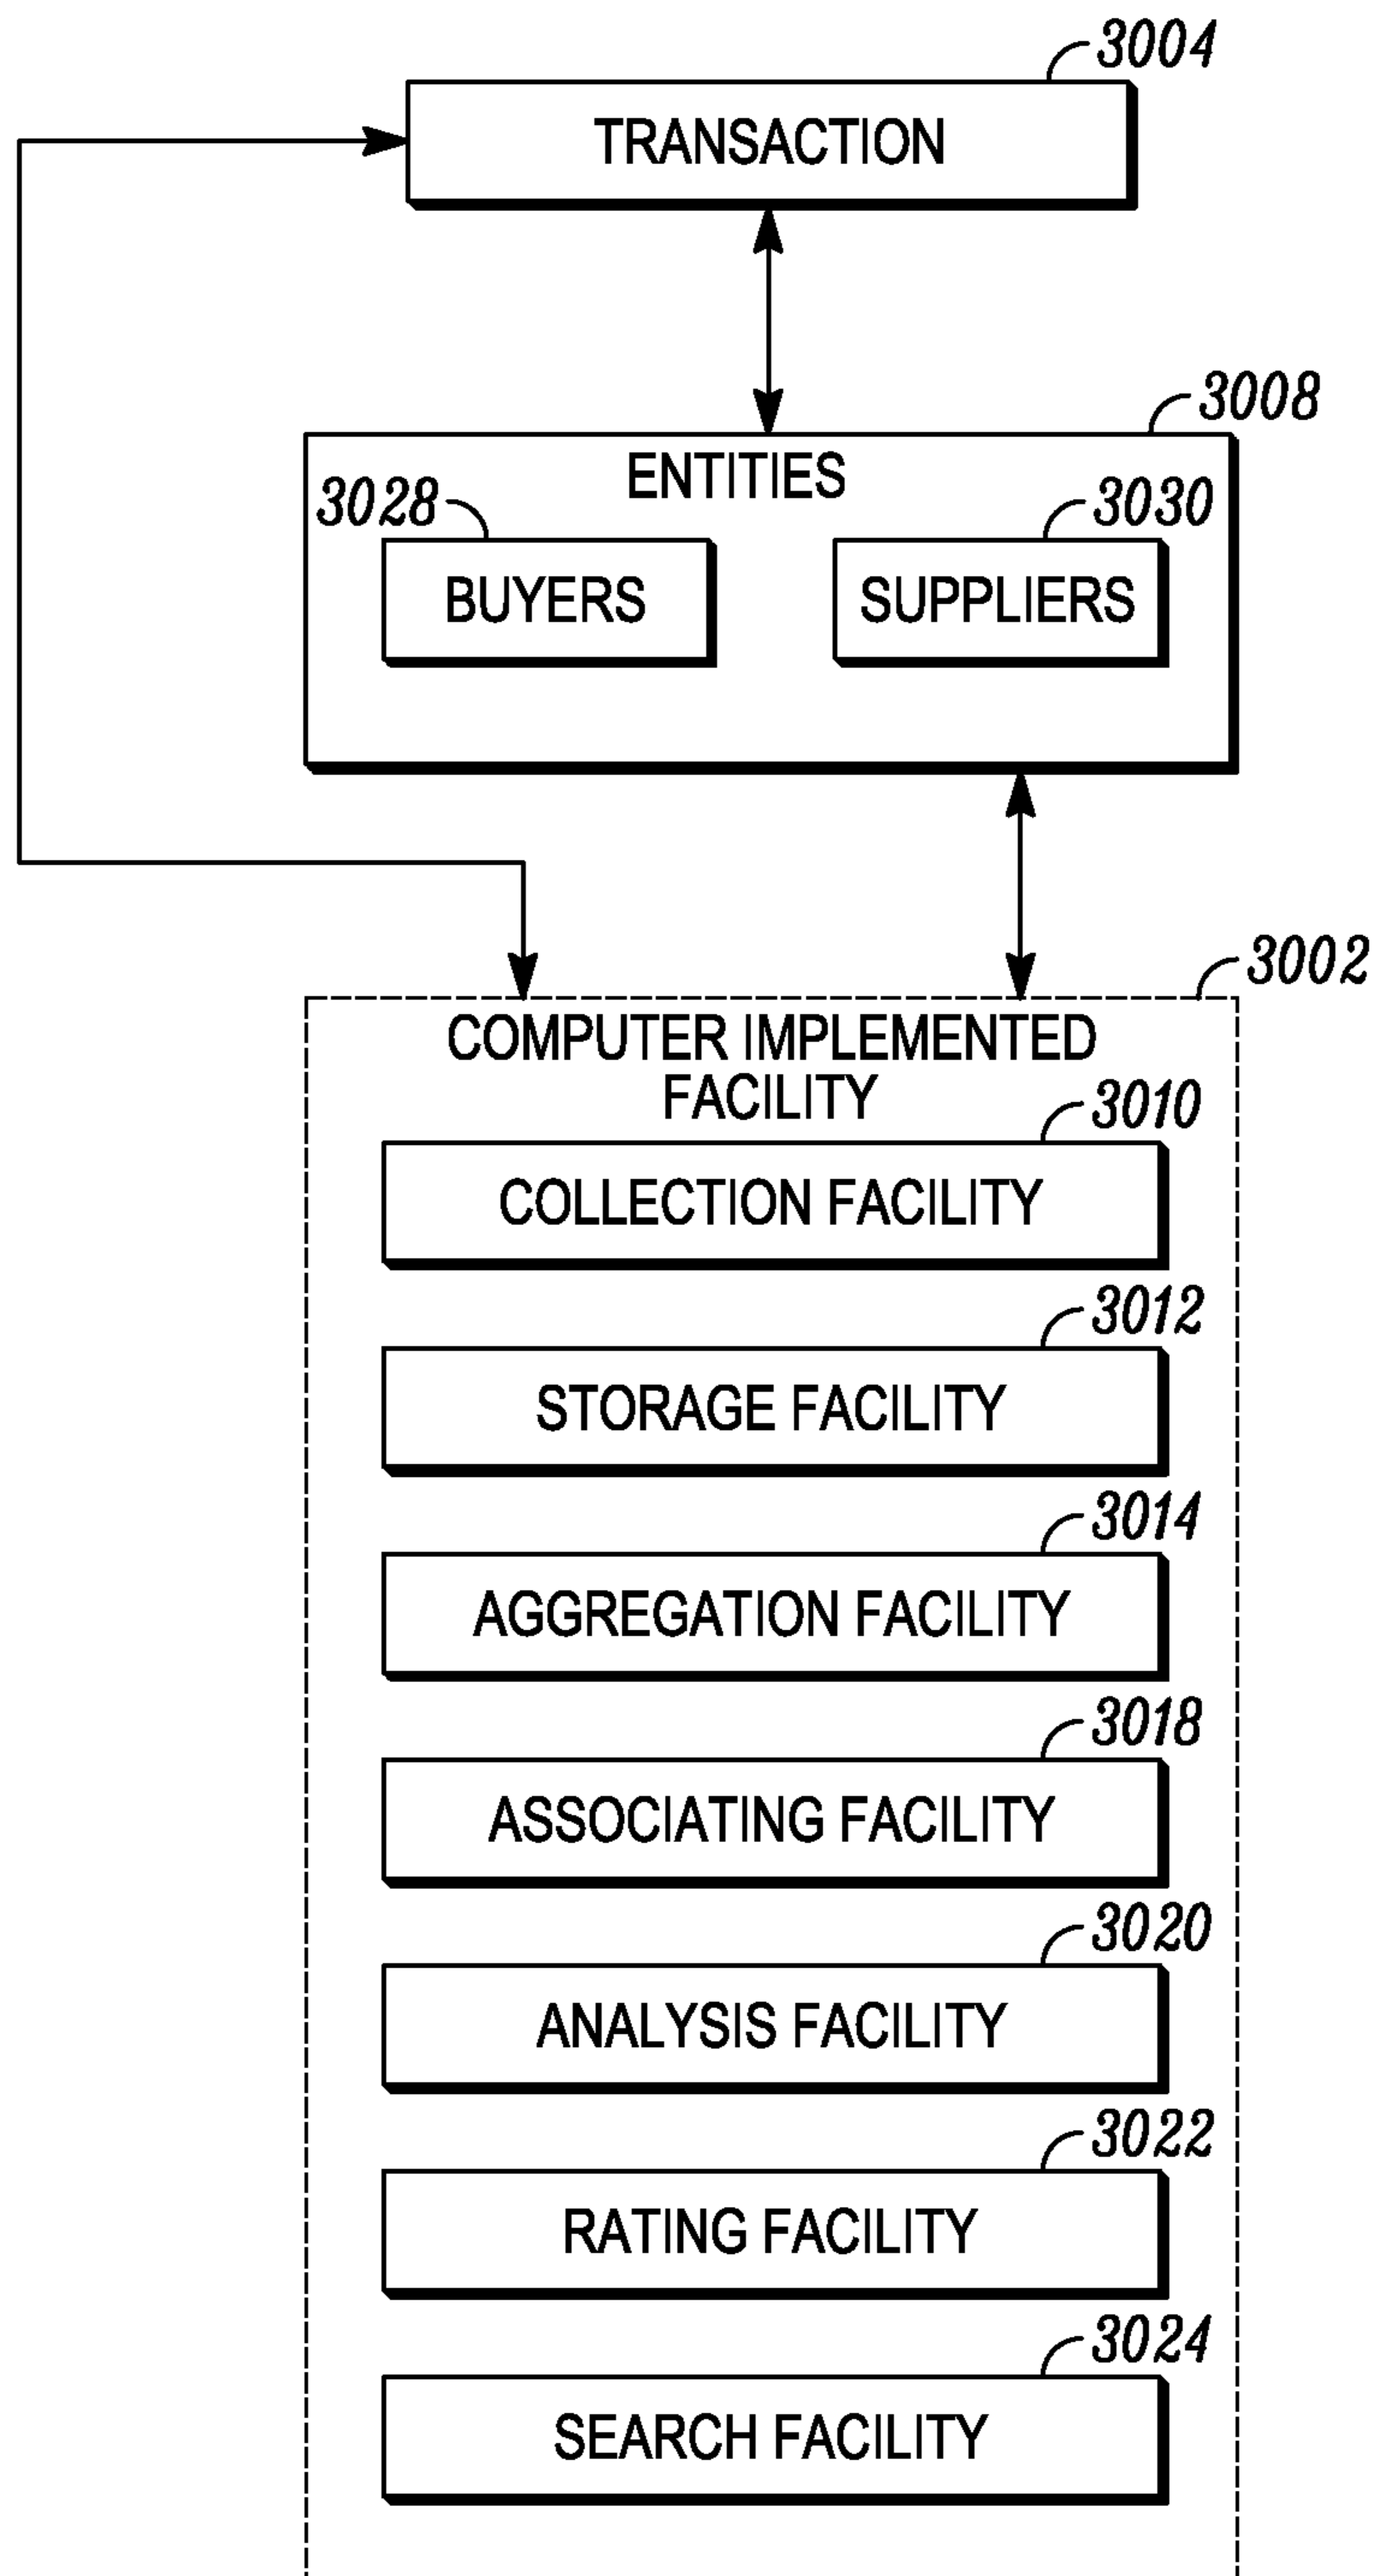 3004
TRANSACTION
3008
ENTITIES
3028
3030
BUYERS
SUPPLIERS
3002
COMPUTER IMPLEMENTED
FACILITY
3010
COLLECTION FACILITY
3012
STORAGE FACILITY
3014
AGGREGATION FACILITY
3018
ASSOCIATING FACILITY
3020
ANALYSIS FACILITY
3022
RATING FACILITY
3024
SEARCH FACILITY